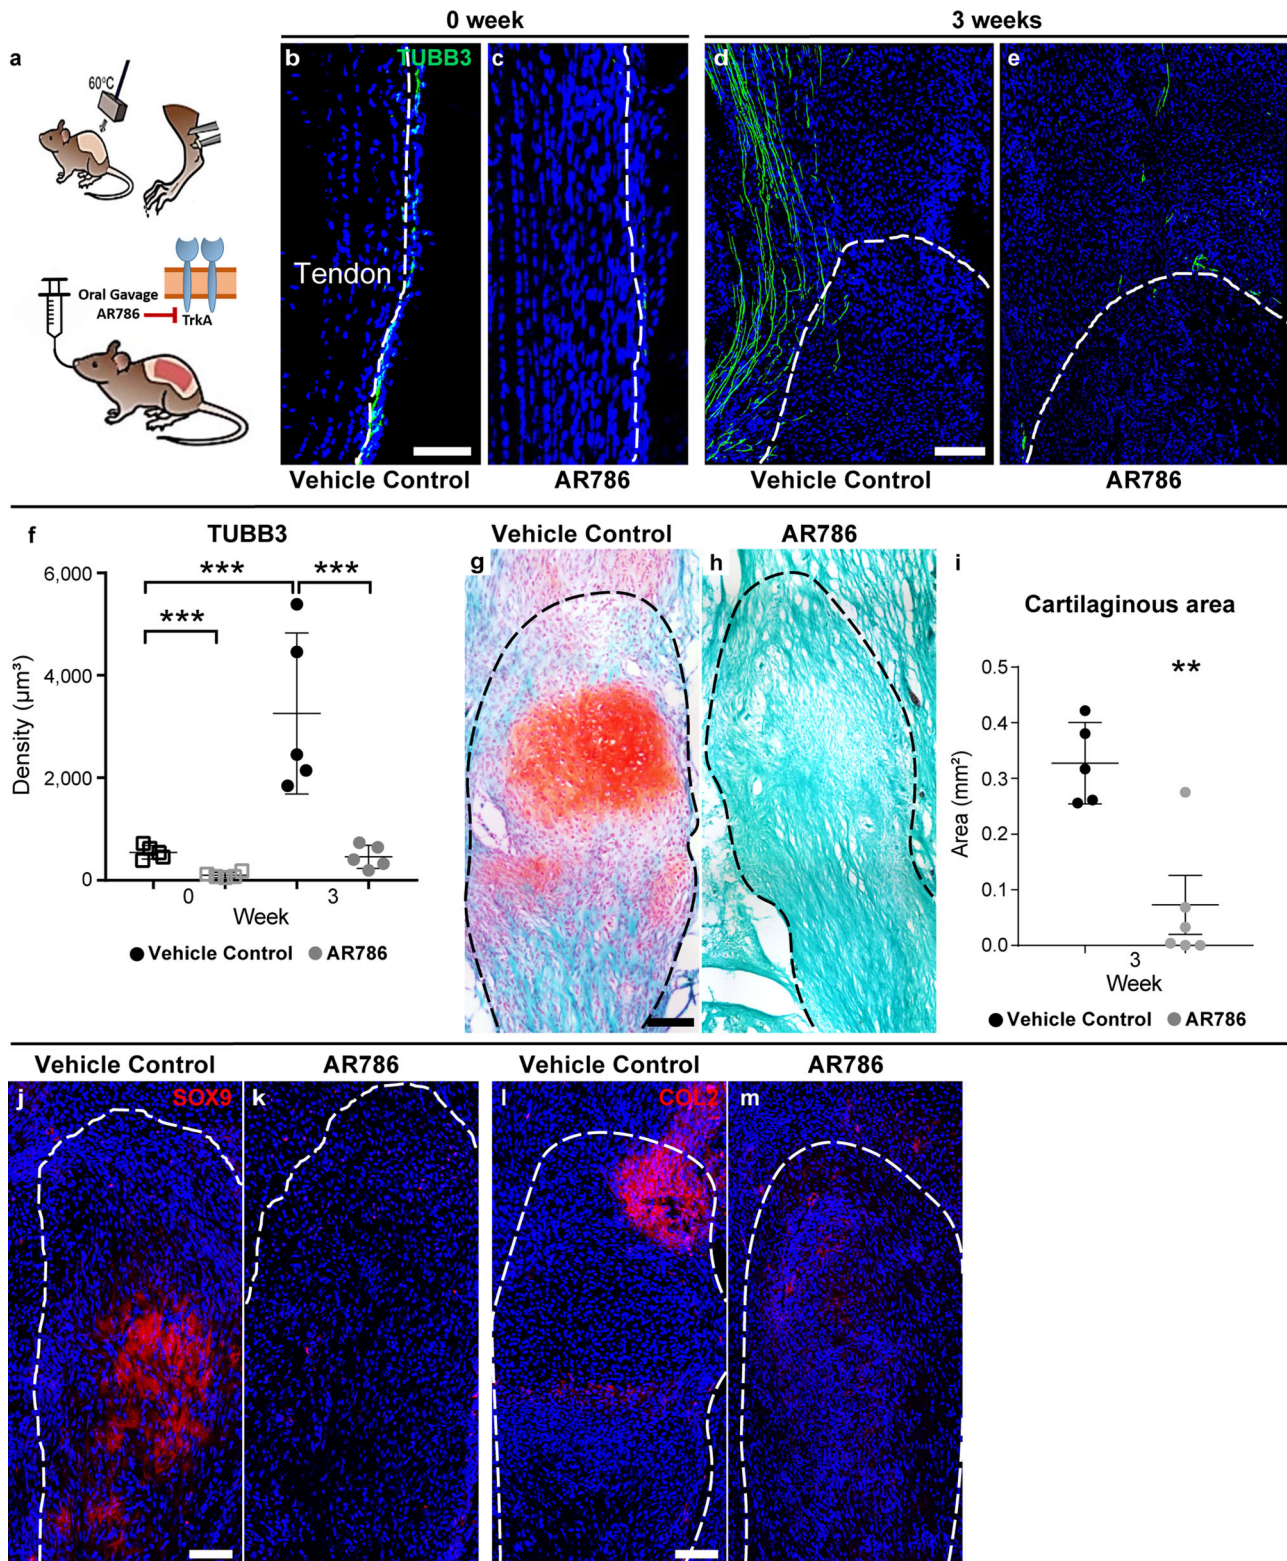 0 week
3 weeks
a
60°C
Oral Gavage
AR786
TrkA
b
TUBB3
Tendon
c
d
e
Vehicle Control
AR786
Vehicle Control
AR786
f
TUBB3
6,000
4,000
2,000
0
Density (µm³)
***
***
***
0
3
Week
Vehicle Control
AR786
Vehicle Control
AR786
g
h
i
Cartilaginous area
0.5
0.4
0.3
0.2
0.1
0.0
Area (mm²)
**
3
Week
Vehicle Control
AR786
Vehicle Control
AR786
Vehicle Control
AR786
j
SOX9
k
l
COL2
m